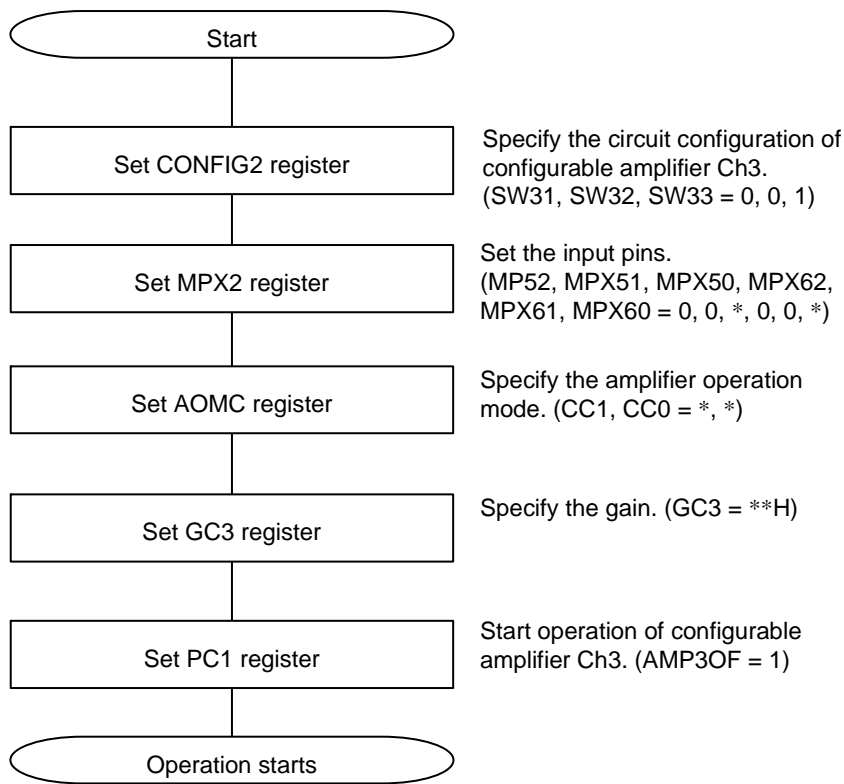 Start
Set CONFIG2 register
Specify the circuit configuration of
configurable amplifier Ch3.
(SW31, SW32, SW33 = 0, 0, 1)
Set MPX2 register
Set the input pins.
(MP52, MPX51, MPX50, MPX62,
MPX61, MPX60 = 0, 0, *, 0, 0, *)
Set AOMC register
Specify the amplifier operation
mode. (CC1, CC0 = *, *)
Set GC3 register
Specify the gain. (GC3 = **H)
Set PC1 register
Start operation of configurable
amplifier Ch3. (AMP3OF = 1)
Operation starts